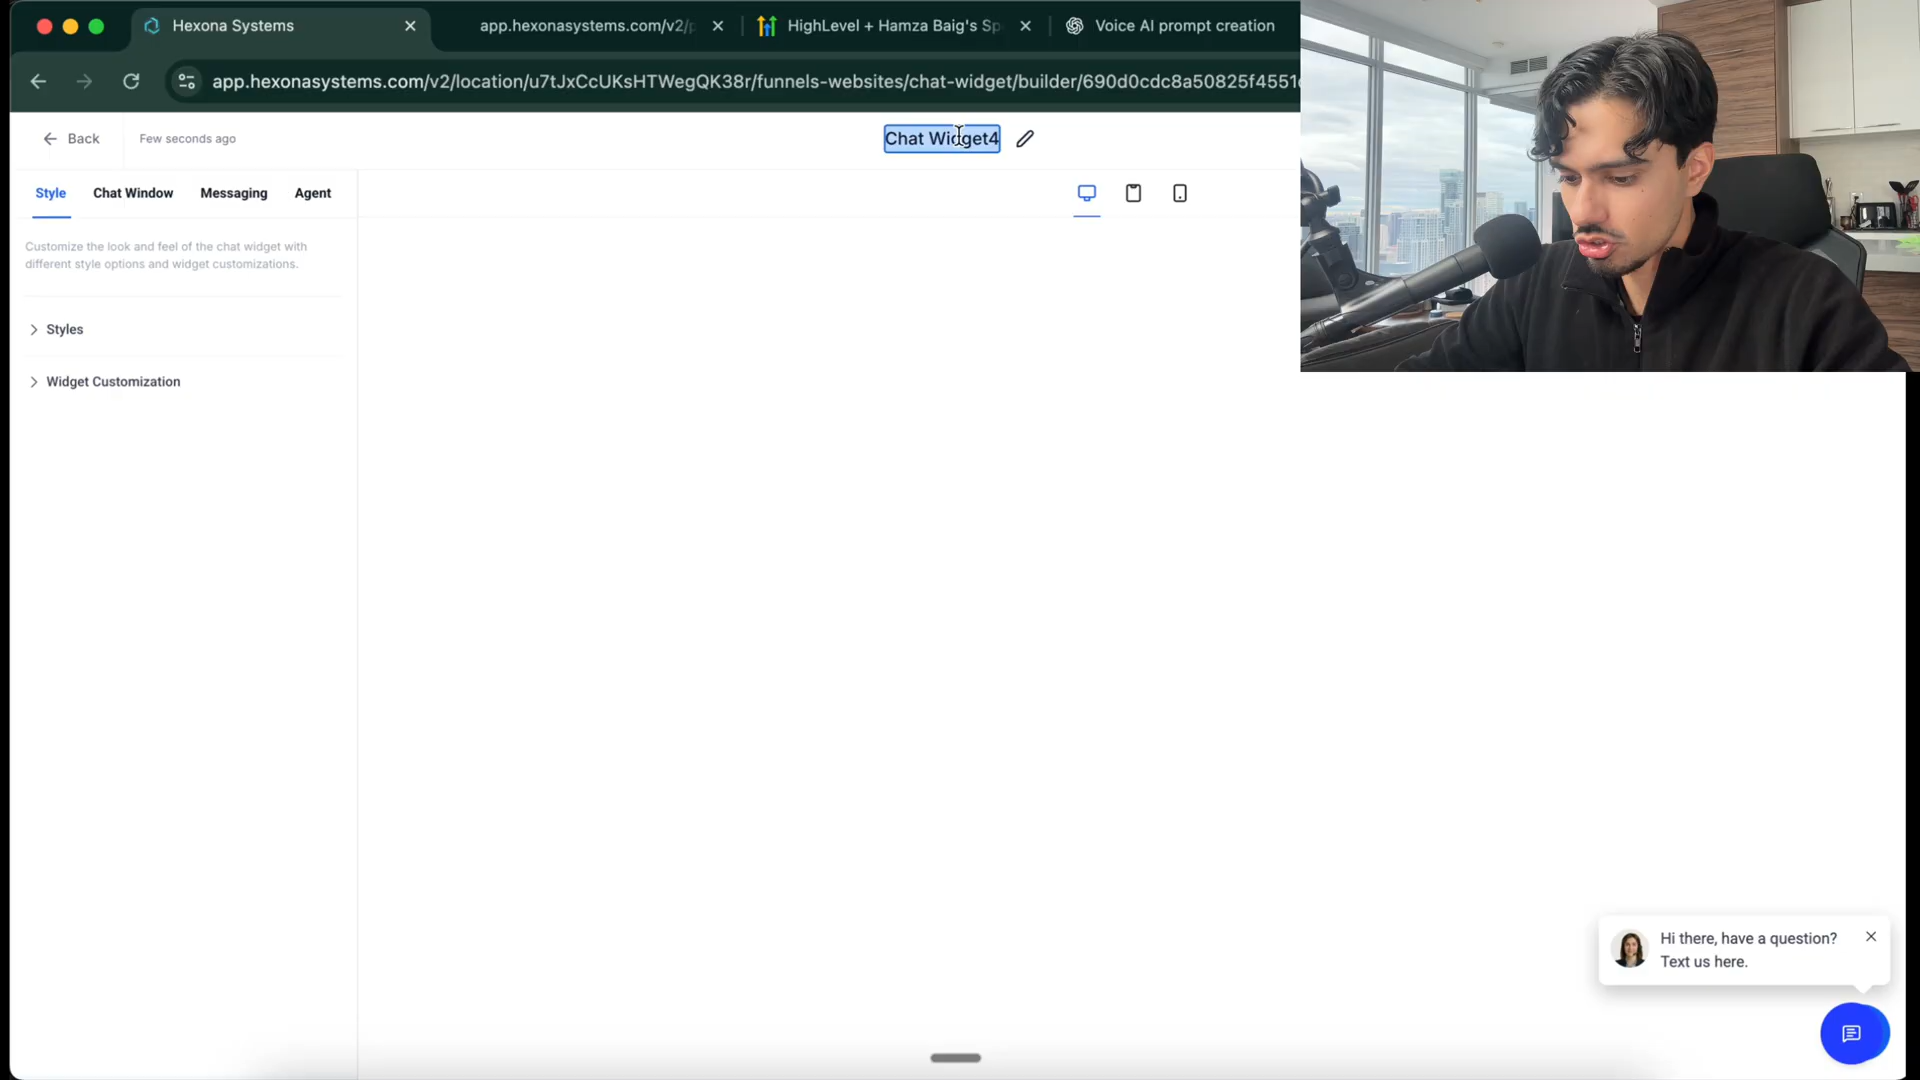 Hexona Systems
app.hexonasystems.com/v2/
HighLevel + Hamza Baig's Sp
Voice AI prompt creation
app.hexonasystems.com/v2/location/u7tJxCcUKsHTWegQK38r/funnels-websites/chat-widget/builder/690d0cdc8a50825f4551
Back
Few seconds ago
Chat Widget4
Style
Chat Window
Messaging
Agent
Customize the look and feel of the chat widget with
different style options and widget customizations.
Styles
Widget Customization
Hi there, have a question?
Text us here.